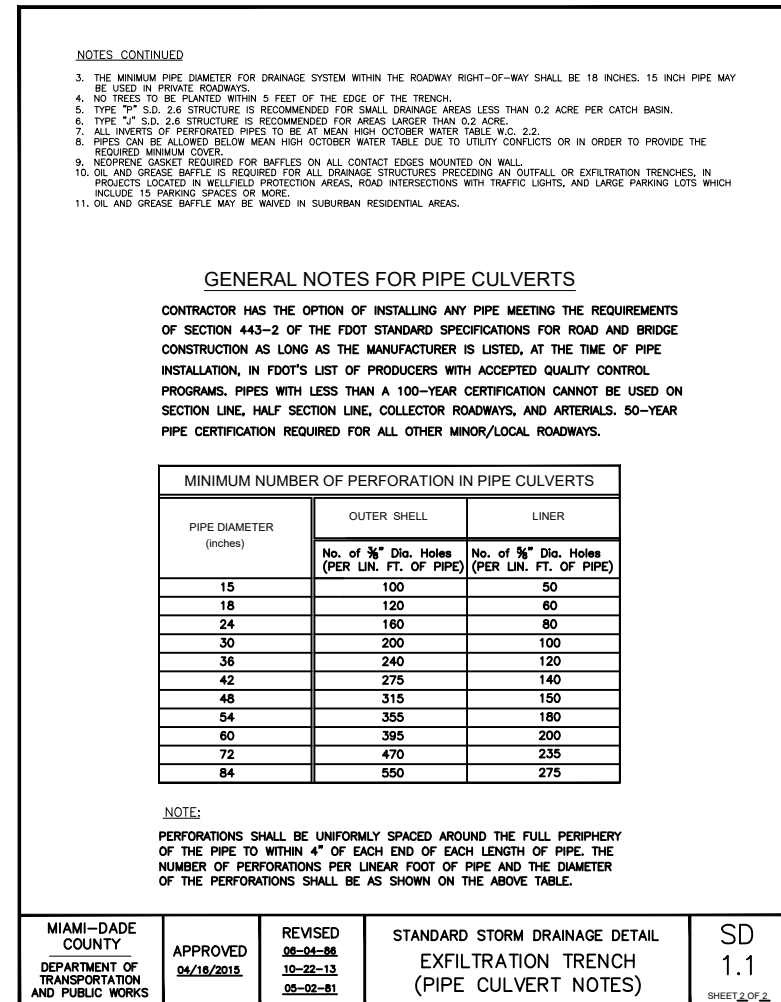 NOTES CONTINUED
3. THE MINIMUM PIPE DIAMETER FOR DRAINAGE SYSTEM WITHIN THE ROADWAY RIGHT-OF-WAY SHALL BE 18 INCHES. 15 INCH PIPE MAY
BE USED IN PRIVATE ROADWAYS.
4. NO TREES TO BE PLANTED WITHIN 5 FEET OF THE EDGE OF THE TRENCH.
5. TYPE "P" S.D. 2.6 STRUCTURE IS RECOMMENDED FOR SMALL DRAINAGE AREAS LESS THAN 0.2 ACRE PER CATCH BASIN.
6. TYPE "J" S.D. 2.6 STRUCTURE IS RECOMMENDED FOR AREAS LARGER THAN 0.2 ACRE.
7. ALL INVERTS OF PERFORATED PIPES TO BE AT MEAN HIGH OCTOBER WATER TABLE W.C. 2.2.
8. PIPES CAN BE ALLOWED BELOW MEAN HIGH OCTOBER WATER TABLE DUE TO UTILITY CONFLICTS OR IN ORDER TO PROVIDE THE
REQUIRED MINIMUM COVER.
9. NEOPRENE GASKET REQUIRED FOR BAFFLES ON ALL CONTACT EDGES MOUNTED ON WALL.
10. OIL AND GREASE BAFFLE IS REQUIRED FOR ALL DRAINAGE STRUCTURES PRECEDING AN OUTFALL OR EXFILTRATION TRENCHES, IN
PROJECTS LOCATED IN WELLFIELD PROTECTION AREAS, ROAD INTERSECTIONS WITH TRAFFIC LIGHTS, AND LARGE PARKING LOTS WHICH
INCLUDE 15 PARKING SPACES OR MORE.
11. OIL AND GREASE BAFFLE MAY BE WAIVED IN SUBURBAN RESIDENTIAL AREAS.
GENERAL NOTES FOR PIPE CULVERTS
CONTRACTOR HAS THE OPTION OF INSTALLING ANY PIPE MEETING THE REQUIREMENTS
OF SECTION 443-2 OF THE FDOT STANDARD SPECIFICATIONS FOR ROAD AND BRIDGE
CONSTRUCTION AS LONG AS THE MANUFACTURER IS LISTED, AT THE TIME OF PIPE
INSTALLATION, IN FDOT'S LIST OF PRODUCERS WITH ACCEPTED QUALITY CONTROL
PROGRAMS. PIPES WITH LESS THAN A 100-YEAR CERTIFICATION CANNOT BE USED ON
SECTION LINE, HALF SECTION LINE, COLLECTOR ROADWAYS, AND ARTERIALS. 50-YEAR
PIPE CERTIFICATION REQUIRED FOR ALL OTHER MINOR/LOCAL ROADWAYS.
MINIMUM NUMBER OF PERFORATION IN PIPE CULVERTS
PIPE DIAMETER
(inches)
OUTER SHELL
LINER
No. of ⅜" Dia. Holes
(PER LIN. FT. OF PIPE)
No. of ⅝" Dia. Holes
(PER LIN. FT. OF PIPE)
15 100 50
18 120 60
24 160 80
30 200 100
36 240 120
42 275 140
48 315 150
54 355 180
60 395 200
72 470 235
84 550 275
NOTE:
PERFORATIONS SHALL BE UNIFORMLY SPACED AROUND THE FULL PERIPHERY
OF THE PIPE TO WITHIN 4" OF EACH END OF EACH LENGTH OF PIPE. THE
NUMBER OF PERFORATIONS PER LINEAR FOOT OF PIPE AND THE DIAMETER
OF THE PERFORATIONS SHALL BE AS SHOWN ON THE ABOVE TABLE.
MIAMI-DADE
COUNTY
DEPARTMENT OF
TRANSPORTATION
AND PUBLIC WORKS
APPROVED
04/16/2015
REVISED
06-04-86
10-22-13
05-02-81
STANDARD STORM DRAINAGE DETAIL
EXFILTRATION TRENCH
(PIPE CULVERT NOTES)
SD
1.1
SHEET 2 OF 2